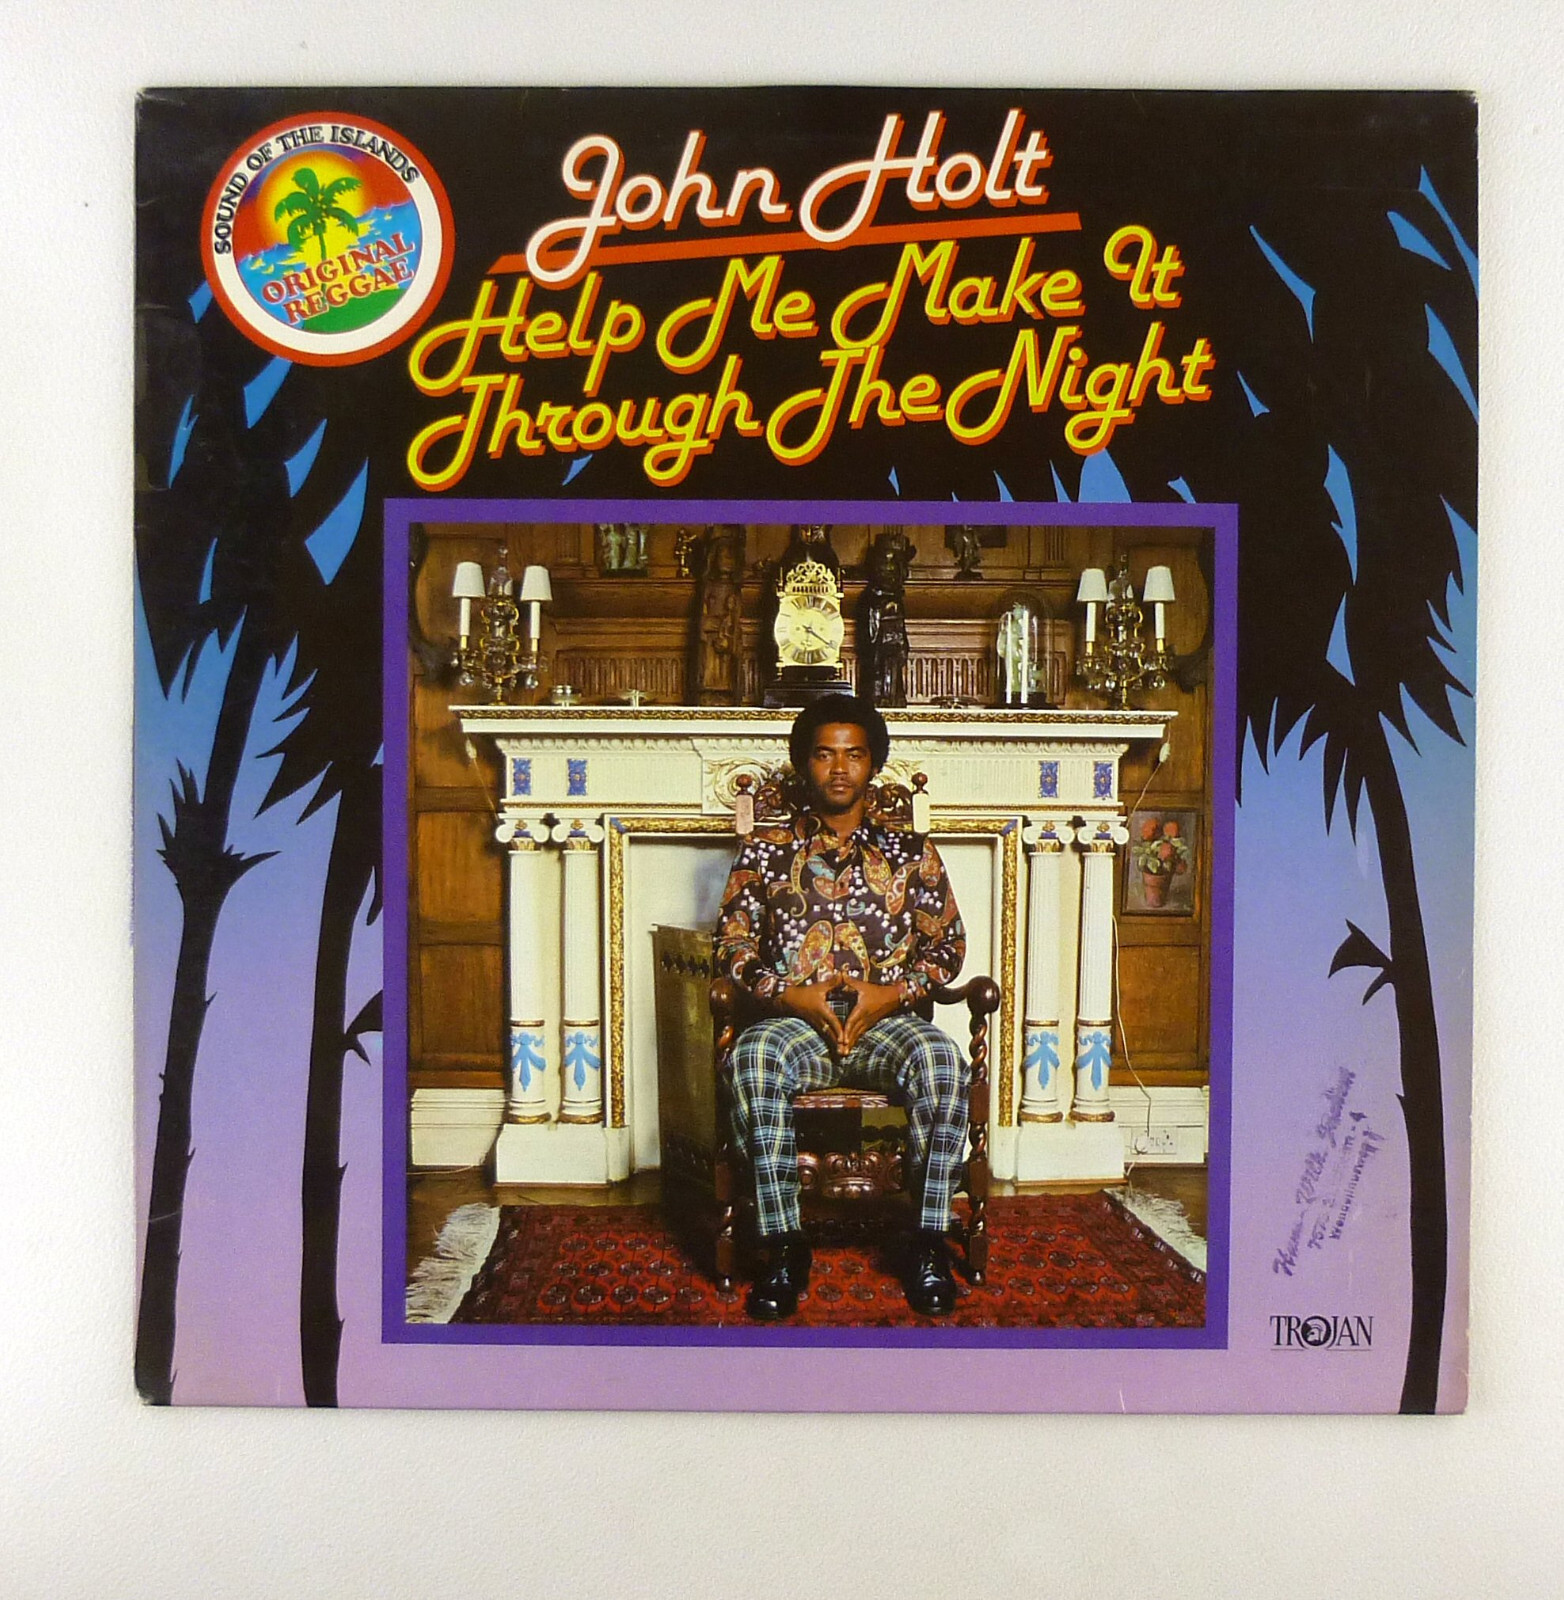 SOUND OF THE ISLANDS
ORIGINAL
REGGAE
John Holt
Help Me Make It
Through The Night
TROJAN